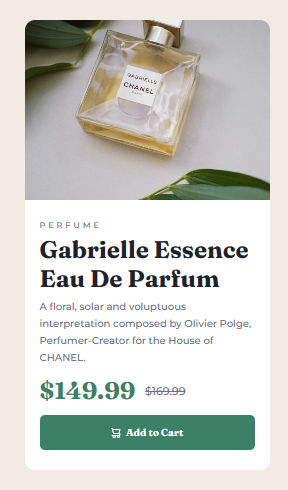 GABRIELLE
CHANEL
PARIS
PERFUME
Gabrielle Essence
Eau De Parfum
A floral, solar and voluptuous
interpretation composed by Olivier Polge,
Perfumer-Creator for the House of
CHANEL.
$149.99 $169.99
Add to Cart